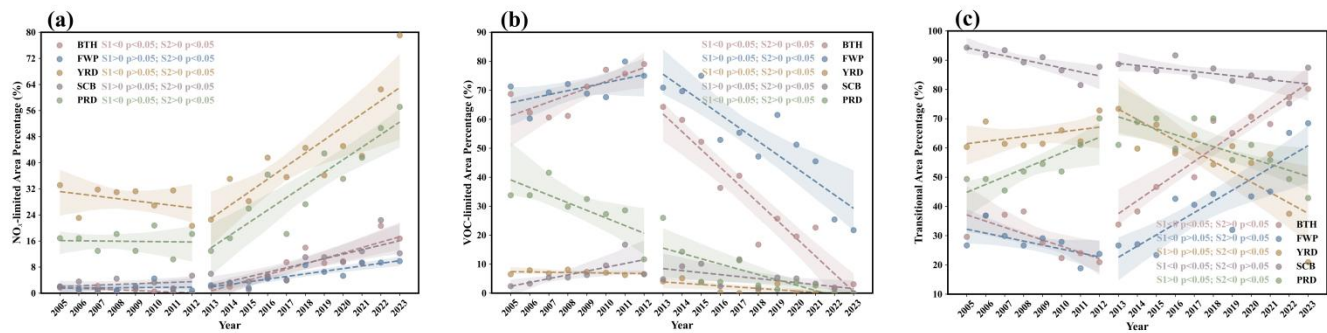 (a)
NOₓ-limited Area Percentage (%)
80
72
64
56
48
40
32
24
16
8
0
BTH S1<0 p<0.05; S2>0 p<0.05
FWP S1>0 p>0.05; S2>0 p<0.05
YRD S1<0 p>0.05; S2>0 p<0.05
SCB S1>0 p>0.05; S2>0 p<0.05
PRD S1<0 p>0.05; S2>0 p<0.05
2005 2006 2007 2008 2009 2010 2011 2012 2013 2014 2015 2016 2017 2018 2019 2020 2021 2022 2023
Year
(b)
VOC-limited Area Percentage (%)
90
80
70
60
50
40
30
20
10
0
S1<0 p<0.05; S2>0 p<0.05 BTH
S1>0 p>0.05; S2>0 p<0.05 FWP
S1<0 p>0.05; S2>0 p<0.05 YRD
S1>0 p>0.05; S2>0 p<0.05 SCB
S1<0 p>0.05; S2>0 p<0.05 PRD
2005 2006 2007 2008 2009 2010 2011 2012 2013 2014 2015 2016 2017 2018 2019 2020 2021 2022 2023
Year
(c)
Transitional Area Percentage (%)
100
90
80
70
60
50
40
30
20
10
S1<0 p<0.05; S2>0 p<0.05 BTH
S1<0 p<0.05; S2>0 p<0.05 FWP
S1>0 p>0.05; S2<0 p<0.05 YRD
S1<0 p<0.05; S2<0 p<0.05 SCB
S1>0 p<0.05; S2<0 p<0.05 PRD
2005 2006 2007 2008 2009 2010 2011 2012 2013 2014 2015 2016 2017 2018 2019 2020 2021 2022 2023
Year